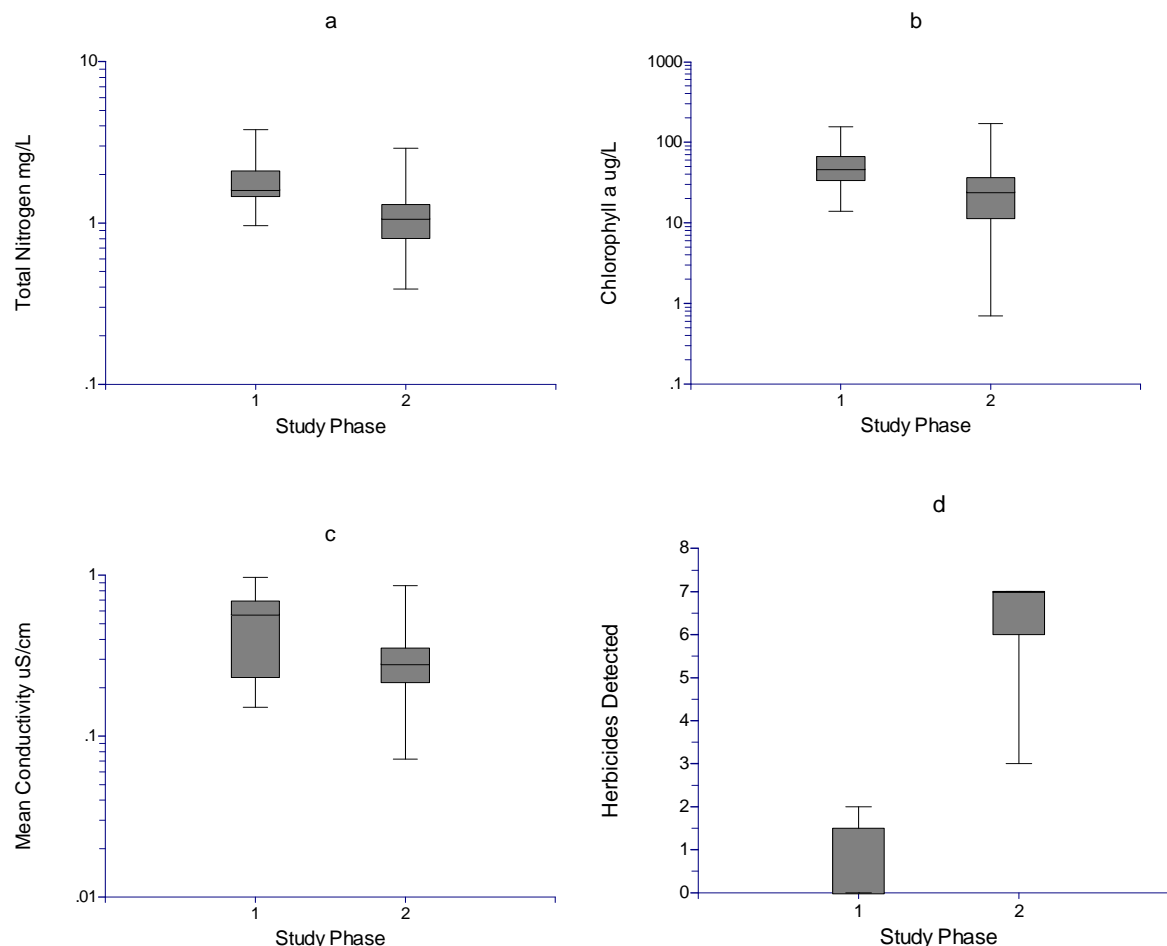 a
Total Nitrogen mg/L
10
1
.1
1 2
Study Phase
b
Chlorophyll a ug/L
1000
100
10
1
.1
1 2
Study Phase
c
Mean Conductivity uS/cm
1
.1
.01
1 2
Study Phase
d
Herbicides Detected
8
7
6
5
4
3
2
1
0
1 2
Study Phase